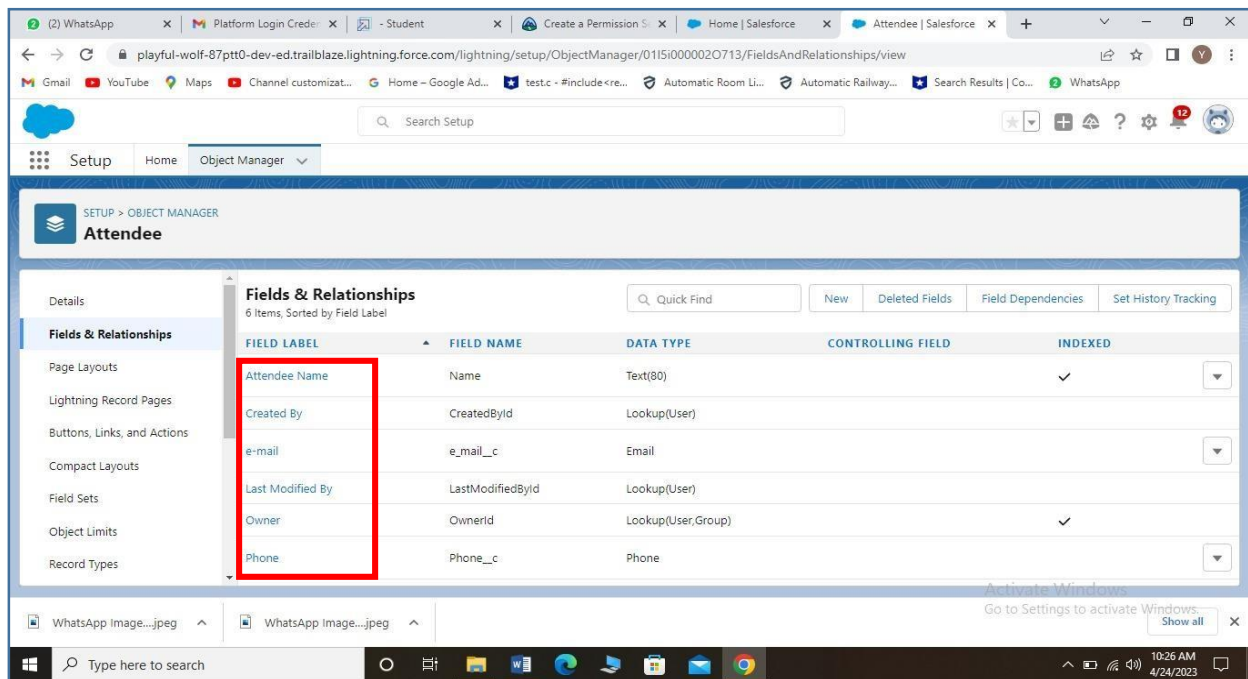 (2) WhatsApp
Platform Login Creder
- Student
Create a Permission S
Home | Salesforce
Attendee | Salesforce
playful-wolf-87ptt0-dev-ed.trailblaze.lightning.force.com/lightning/setup/ObjectManager/01I5i000002O713/FieldsAndRelationships/view
Y
Gmail YouTube Maps Channel customizat... Home – Google Ad... test.c - #include<re... Automatic Room Li... Automatic Railway... Search Results | Co... WhatsApp
Search Setup
12
Setup Home Object Manager
SETUP > OBJECT MANAGER
Attendee
Details
Fields & Relationships
Page Layouts
Lightning Record Pages
Buttons, Links, and Actions
Compact Layouts
Field Sets
Object Limits
Record Types
Fields & Relationships
6 Items, Sorted by Field Label
Quick Find
New Deleted Fields Field Dependencies Set History Tracking
FIELD LABEL FIELD NAME DATA TYPE CONTROLLING FIELD INDEXED
Attendee Name Name Text(80)
Created By CreatedById Lookup(User)
e-mail e_mail__c Email
Last Modified By LastModifiedById Lookup(User)
Owner OwnerId Lookup(User,Group)
Phone Phone__c Phone
Activate Windows
Go to Settings to activate Windows.
WhatsApp Image....jpeg WhatsApp Image....jpeg Show all
Type here to search
10:26 AM
4/24/2023